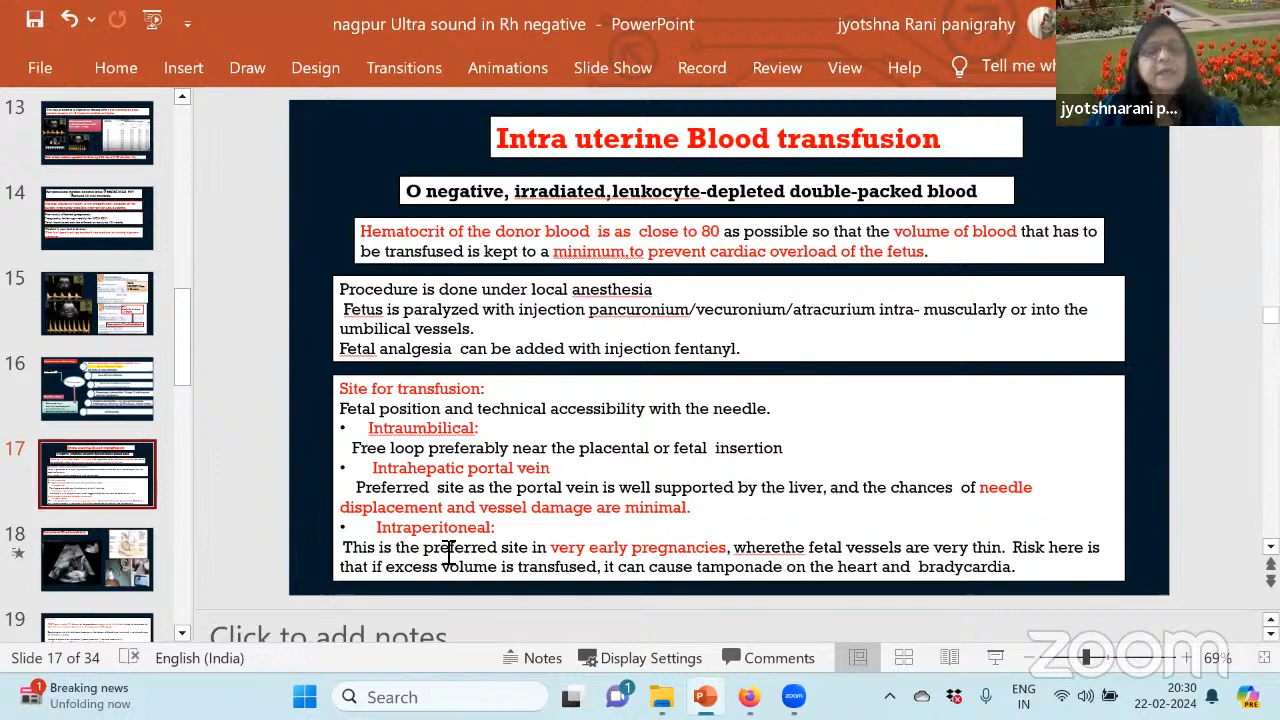 nagpur Ultra sound in Rh negative - PowerPoint
jyotshna Rani panigrahy
File Home Insert Draw Design Transitions Animations Slide Show Record Review View Help Tell me wh
jyotshnarani p...
13
14
15
16
17
18
19
Intra uterine Blood transfusion
O negative,irradiated,leukocyte-depleted,double-packed blood
Hematocrit of the donor blood is as close to 80 as possible so that the volume of blood that has to
be transfused is kept to a minimum,to prevent cardiac overload of the fetus.
Procedure is done under local anesthesia
Fetus is paralyzed with injection pancuronium/vecuronium/atracurium intra- muscularly or into the
umbilical vessels.
Fetal analgesia can be added with injection fentanyl.
Site for transfusion:
Fetal position and technical accessibility with the needle.
• Intraumbilical:
Free loop preferably near the placental or fetal insertion
• Intrahepatic portal vein
Preferred site as the portal vein is well supported by the liver, and the chances of needle
displacement and vessel damage are minimal.
• Intraperitoneal:
This is the preferred site in very early pregnancies, wherethe fetal vessels are very thin. Risk here is
that if excess volume is transfused, it can cause tamponade on the heart and bradycardia.
Click to add notes
zoom
Slide 17 of 34 English (India) Notes Display Settings Comments 69%
1 Breaking news
Unfolding now
Search
1
zoom
PRE
ENG
IN
20:30
22-02-2024